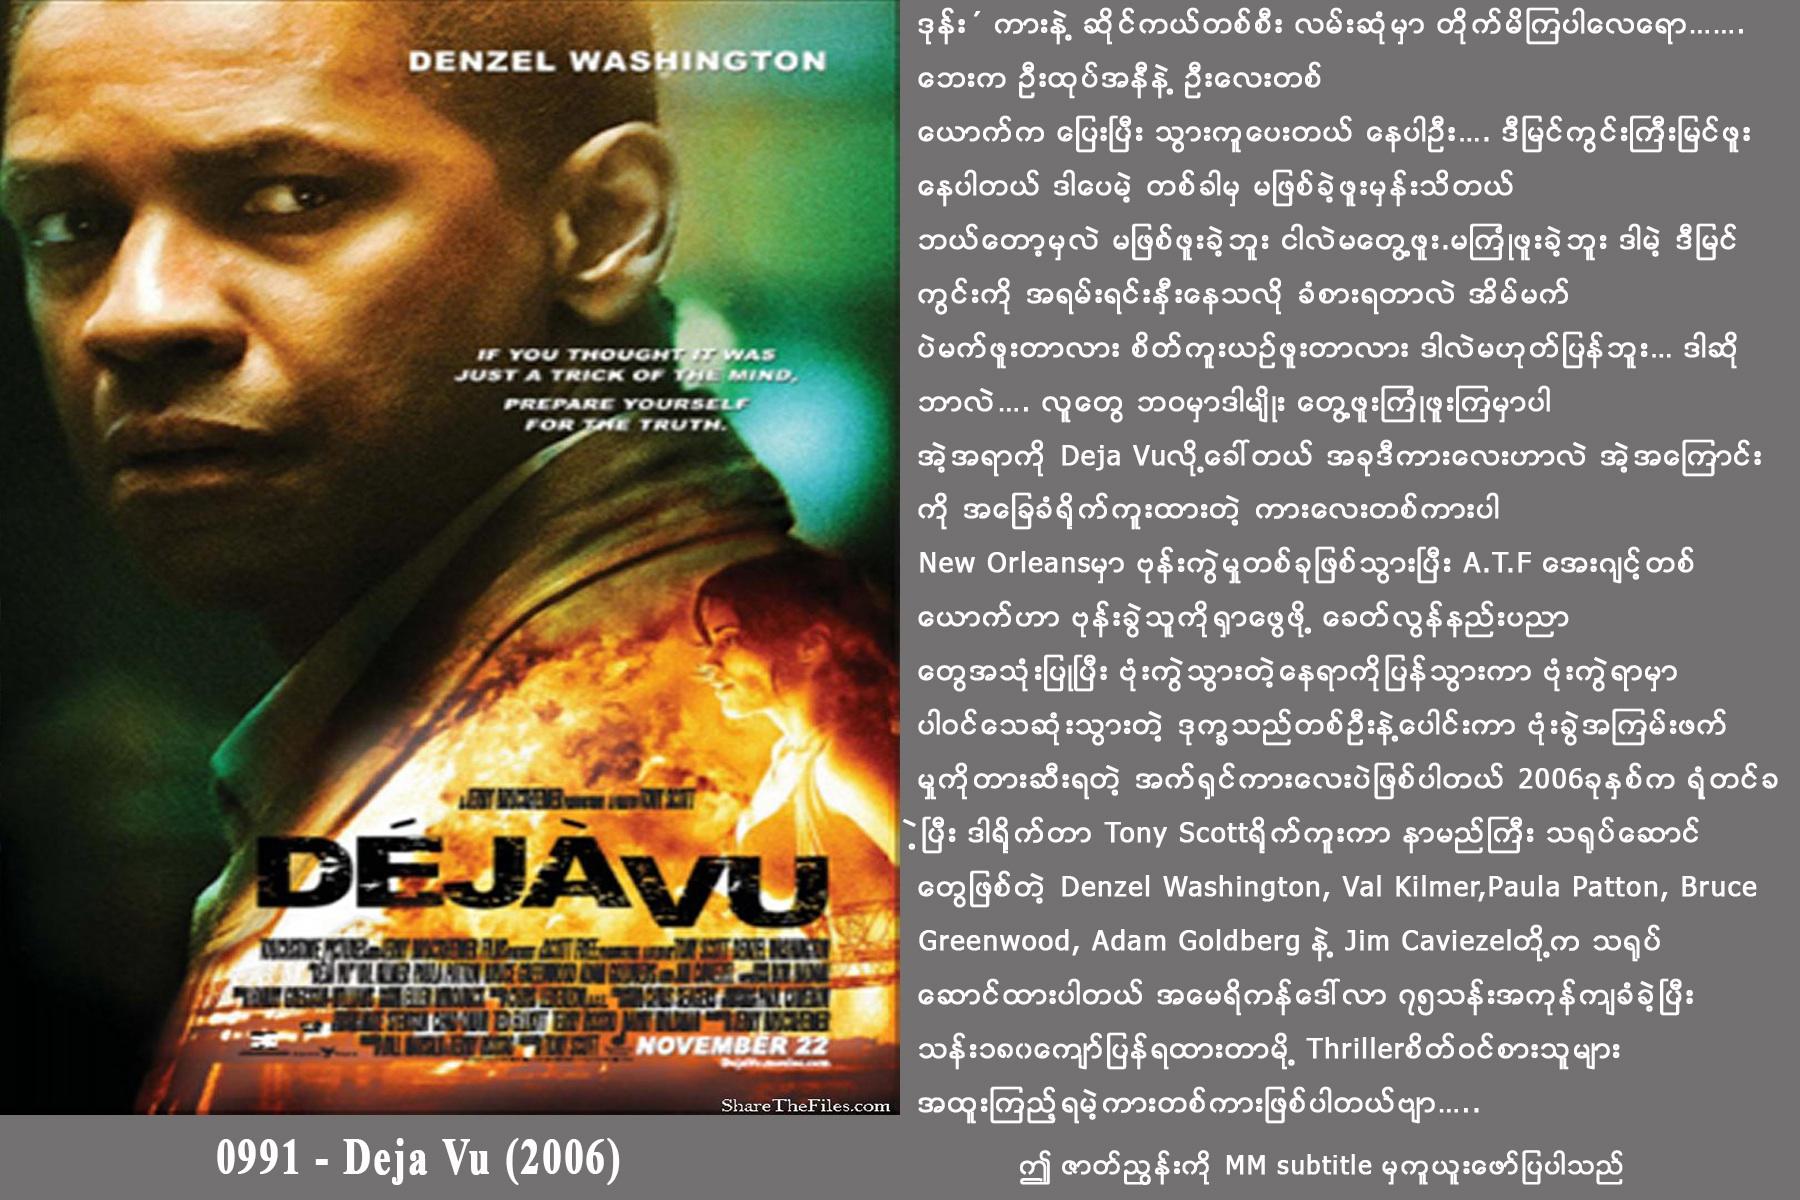 DENZEL WASHINGTON
IF YOU THOUGHT IT WAS
JUST A TRICK OF THE MIND,
PREPARE YOURSELF
FOR THE TRUTH.
A JERRY BRUCKHEIMER TONY SCOTT
DÉJÀ VU
NOVEMBER 22
ShareTheFiles.com
0991 - Deja Vu (2006)
ဒုန်း´ ကားနဲ့ ဆိုင်ကယ်တစ်စီး လမ်းဆုံမှာ တိုက်မိကြပါလေရော…….
ဘေးက ဦးထုပ်အနီနဲ့ ဦးလေးတစ်
ယောက်က ပြေးပြီး သွားကူပေးတယ် နေပါဦး…. ဒီမြင်ကွင်းကြီးမြင်ဖူး
နေပါတယ် ဒါပေမဲ့ တစ်ခါမှ မဖြစ်ခဲ့ဖူးမှန်းသိတယ်
ဘယ်တော့မှလဲ မဖြစ်ဖူးခဲ့ဘူး ငါလဲမတွေ့ဖူး.မကြုံဖူးခဲ့ဘူး ဒါမဲ့ ဒီမြင်
ကွင်းကို အရမ်းရင်းနှီးနေသလို ခံစားရတာလဲ အိမ်မက်
ပဲမက်ဖူးတာလား စိတ်ကူးယဉ်ဖူးတာလား ဒါလဲမဟုတ်ပြန်ဘူး… ဒါဆို
ဘာလဲ…. လူတွေ ဘဝမှာဒါမျိုး တွေ့ဖူးကြုံဖူးကြမှာပါ
အဲ့အရာကို Deja Vuလို့ခေါ်တယ် အခုဒီကားလေးဟာလဲ အဲ့အကြောင်း
ကို အခြေခံရိုက်ကူးထားတဲ့ ကားလေးတစ်ကားပါ
New Orleansမှာ ဗုန်းကွဲမှုတစ်ခုဖြစ်သွားပြီး A.T.F အေးဂျင့်တစ်
ယောက်ဟာ ဗုန်းခွဲသူကိုရှာဖွေဖို့ ခေတ်လွန်နည်းပညာ
တွေအသုံးပြုပြီး ဗုံးကွဲသွားတဲ့နေရာကိုပြန်သွားကာ ဗုံးကွဲရာမှာ
ပါဝင်သေဆုံးသွားတဲ့ ဒုက္ခသည်တစ်ဦးနဲ့ပေါင်းကာ ဗုံးခွဲအကြမ်းဖက်
မှုကိုတားဆီးရတဲ့ အက်ရှင်ကားလေးပဲဖြစ်ပါတယ် 2006ခုနှစ်က ရုံတင်ခ
ဲ့ပြီး ဒါရိုက်တာ Tony Scottရိုက်ကူးကာ နာမည်ကြီး သရုပ်ဆောင်
တွေဖြစ်တဲ့ Denzel Washington, Val Kilmer,Paula Patton, Bruce
Greenwood, Adam Goldberg နဲ့ Jim Caviezelတို့က သရုပ်
ဆောင်ထားပါတယ် အမေရိကန်ဒေါ်လာ ၇၅သန်းအကုန်ကျခံခဲ့ပြီး
သန်း၁၈၀ကျော်ပြန်ရထားတာမို့ Thrillerစိတ်ဝင်စားသူများ
အထူးကြည့်ရမဲ့ကားတစ်ကားဖြစ်ပါတယ်ဗျာ…..
ဤ ဇာတ်ညွန်းကို MM subtitle မှကူယူးဖော်ပြပါသည်